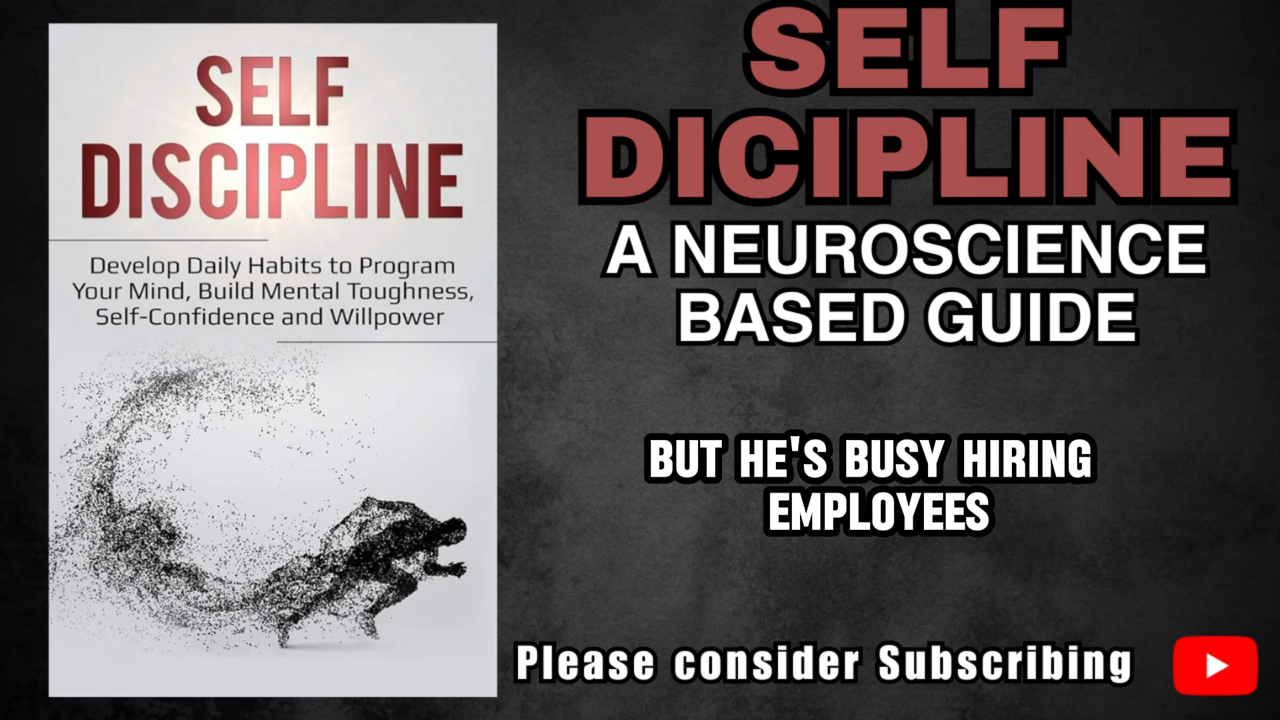 SELF
DISCIPLINE
Develop Daily Habits to Program
Your Mind, Build Mental Toughness,
Self-Confidence and Willpower
SELF
DICIPLINE
A NEUROSCIENCE
BASED GUIDE
BUT HE'S BUSY HIRING
EMPLOYEES
Please consider Subscribing